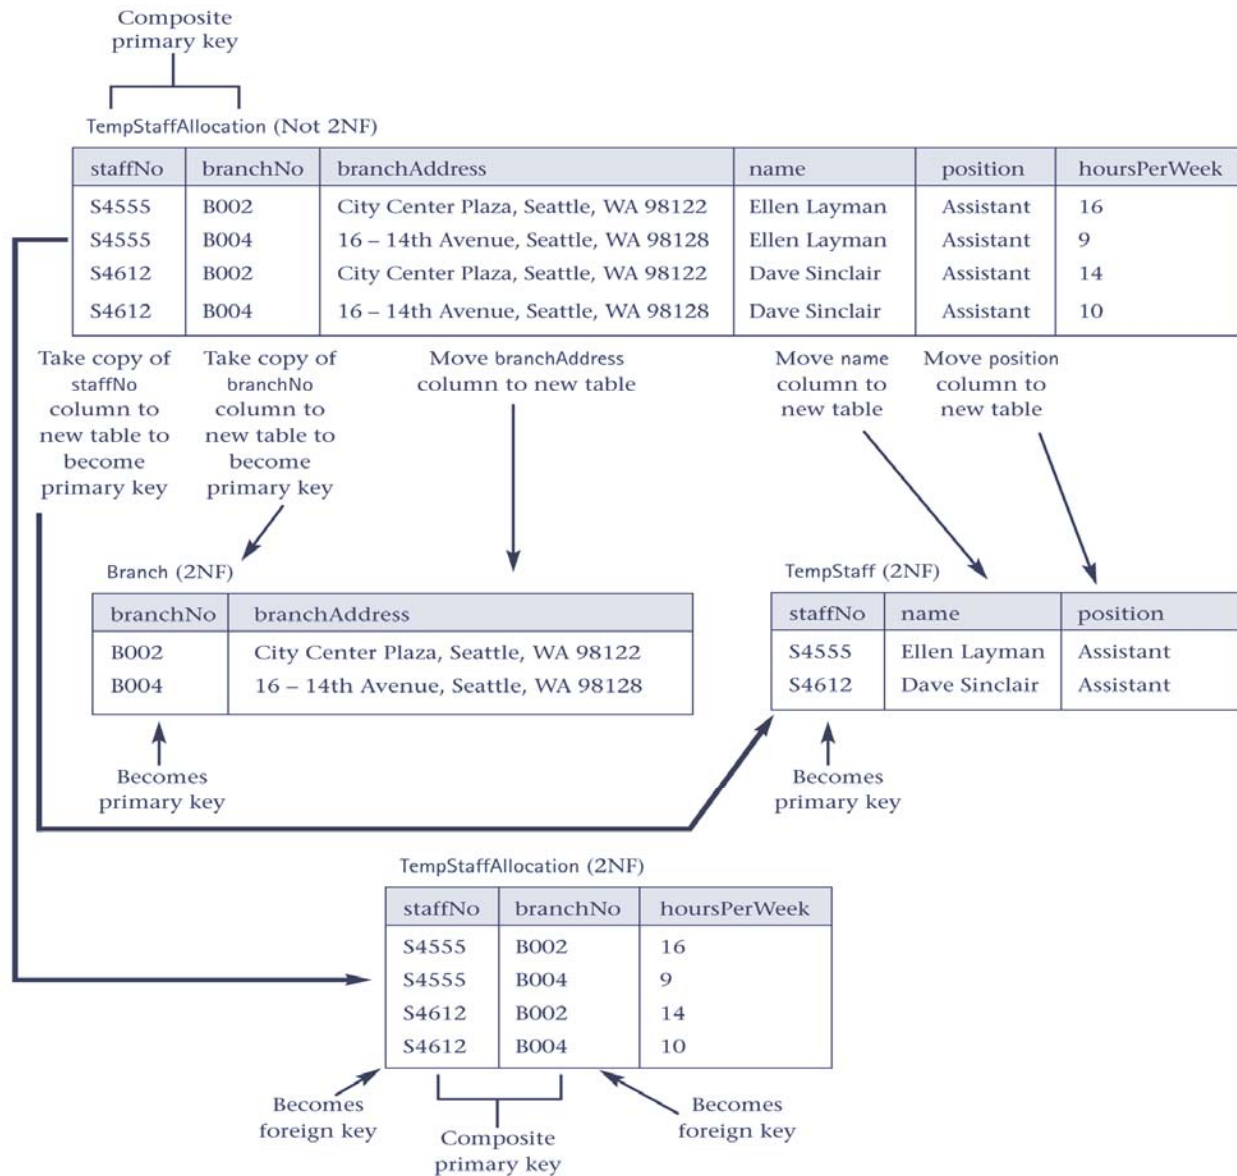 Composite
primary key
TempStaffAllocation (Not 2NF)
staffNo branchNo branchAddress name position hoursPerWeek
S4555 B002 City Center Plaza, Seattle, WA 98122 Ellen Layman Assistant 16
S4555 B004 16 – 14th Avenue, Seattle, WA 98128 Ellen Layman Assistant 9
S4612 B002 City Center Plaza, Seattle, WA 98122 Dave Sinclair Assistant 14
S4612 B004 16 – 14th Avenue, Seattle, WA 98128 Dave Sinclair Assistant 10
Take copy of
staffNo
column to
new table to
become
primary key
Take copy of
branchNo
column to
new table to
become
primary key
Move branchAddress
column to new table
Move name
column to
new table
Move position
column to
new table
Branch (2NF)
branchNo branchAddress
B002 City Center Plaza, Seattle, WA 98122
B004 16 – 14th Avenue, Seattle, WA 98128
Becomes
primary key
TempStaff (2NF)
staffNo name position
S4555 Ellen Layman Assistant
S4612 Dave Sinclair Assistant
Becomes
primary key
TempStaffAllocation (2NF)
staffNo branchNo hoursPerWeek
S4555 B002 16
S4555 B004 9
S4612 B002 14
S4612 B004 10
Becomes
foreign key
Composite
primary key
Becomes
foreign key